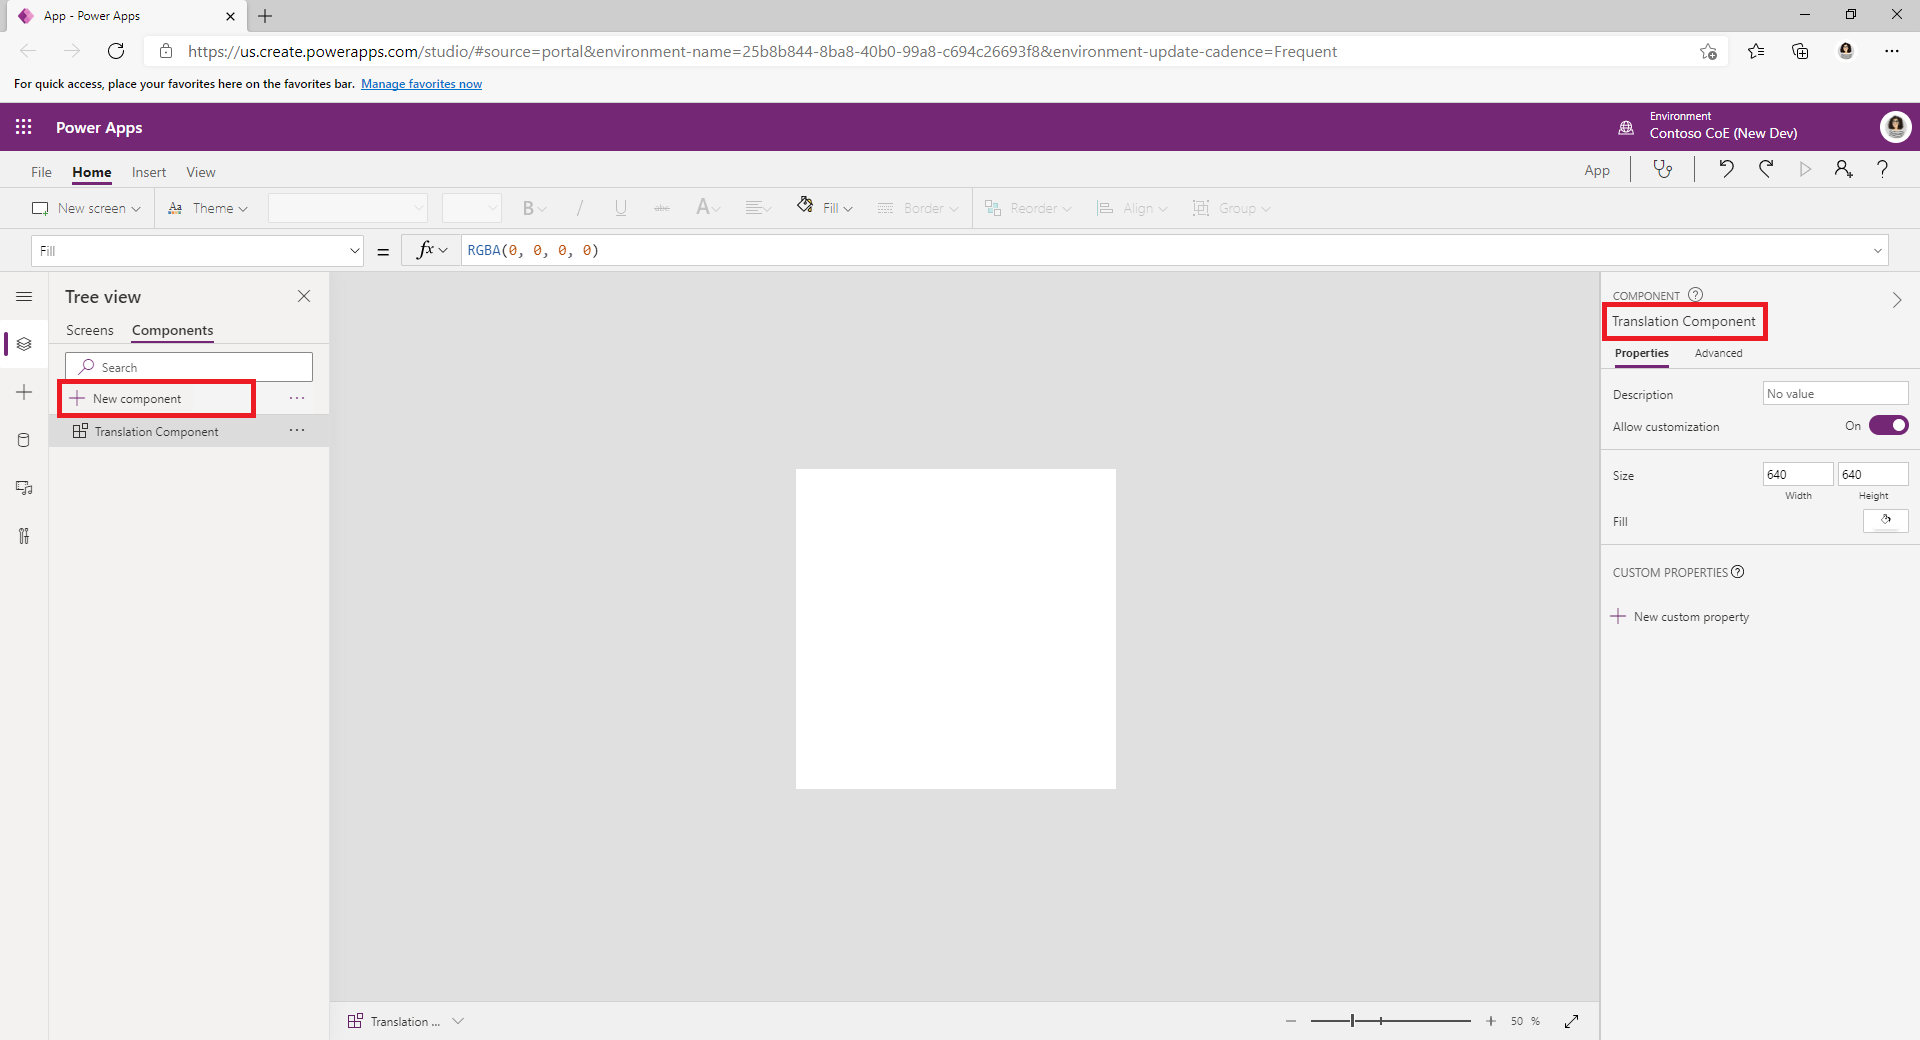 App - Power Apps
https://us.create.powerapps.com/studio/#source=portal&environment-name=25b8b844-8ba8-40b0-99a8-c694c26693f8&environment-update-cadence=Frequent
For quick access, place your favorites here on the favorites bar. Manage favorites now
Power Apps
Environment
Contoso CoE (New Dev)
File Home Insert View App
New screen Aa Theme B / U abc A Fill Border Reorder Align Group
Fill = fx RGBA(0, 0, 0, 0)
Tree view
Screens Components
Search
New component
Translation Component
COMPONENT
Translation Component
Properties Advanced
Description No value
Allow customization On
Size 640 640
Width Height
Fill
CUSTOM PROPERTIES
New custom property
Translation ... 50 %